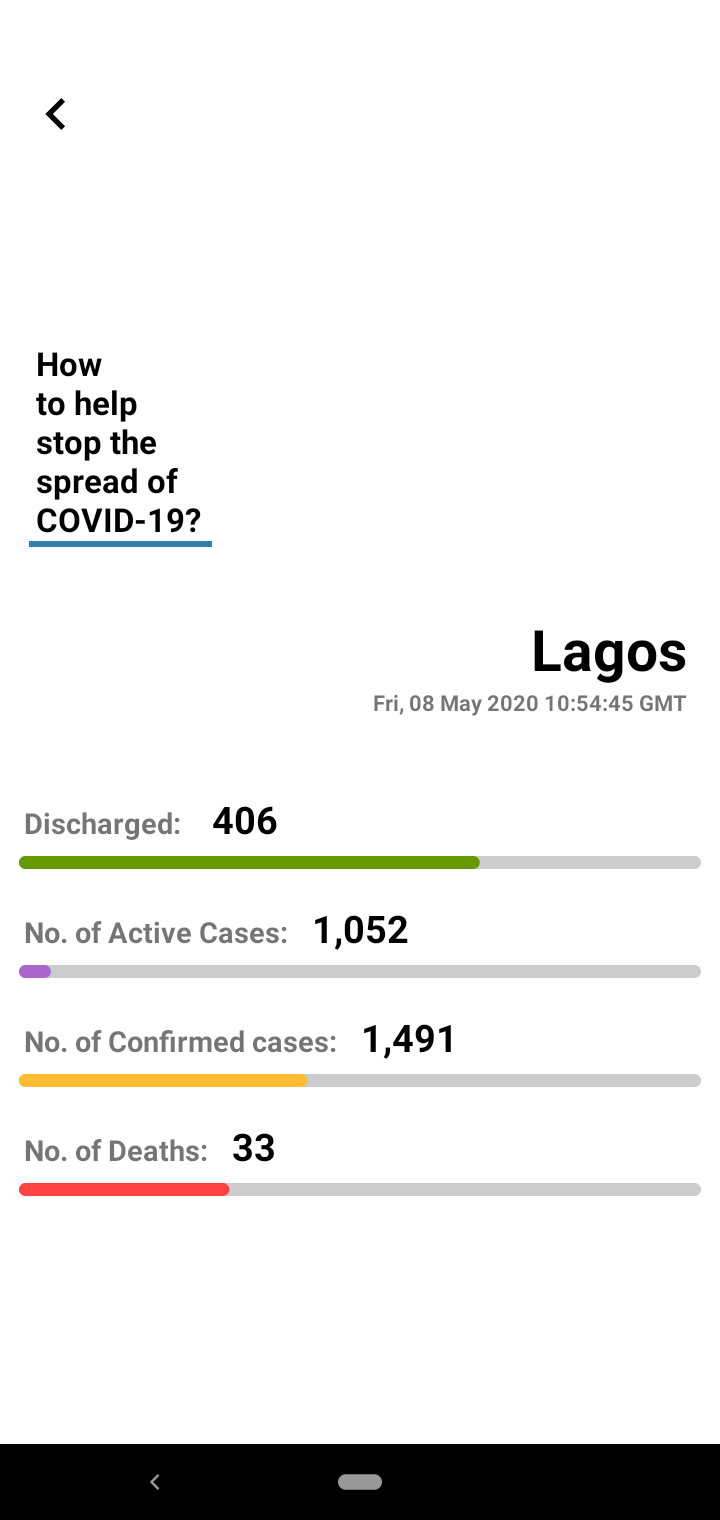 How
to help
stop the
spread of
COVID-19?
Lagos
Fri, 08 May 2020 10:54:45 GMT
Discharged: 406
No. of Active Cases: 1,052
No. of Confirmed cases: 1,491
No. of Deaths: 33